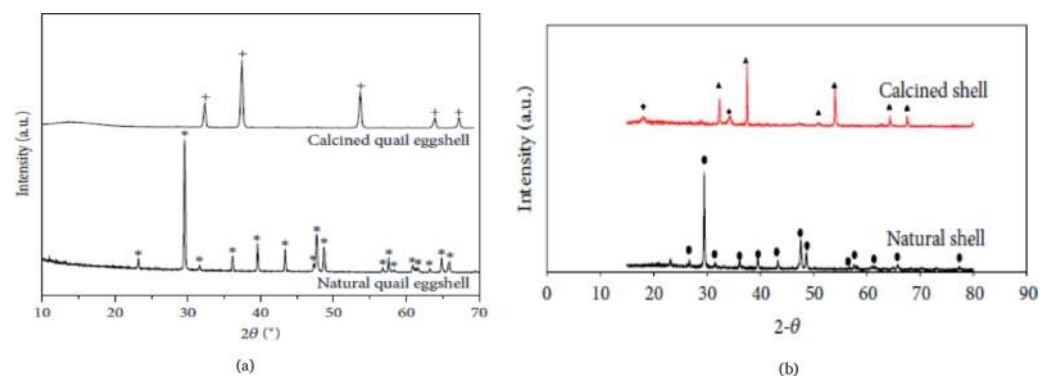 Intensity (a.u.)
Calcined quail eggshell
Natural quail eggshell
10 20 30 40 50 60 70
2θ (°)
(a)
Intensity (a.u.)
Calcined shell
Natural shell
0 10 20 30 40 50 60 70 80 90
2-θ
(b)